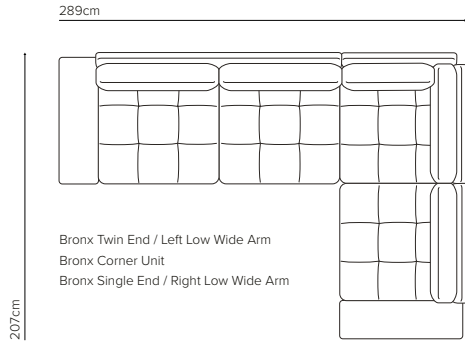 289cm
Bronx Twin End / Left Low Wide Arm
Bronx Corner Unit
Bronx Single End / Right Low Wide Arm
207cm